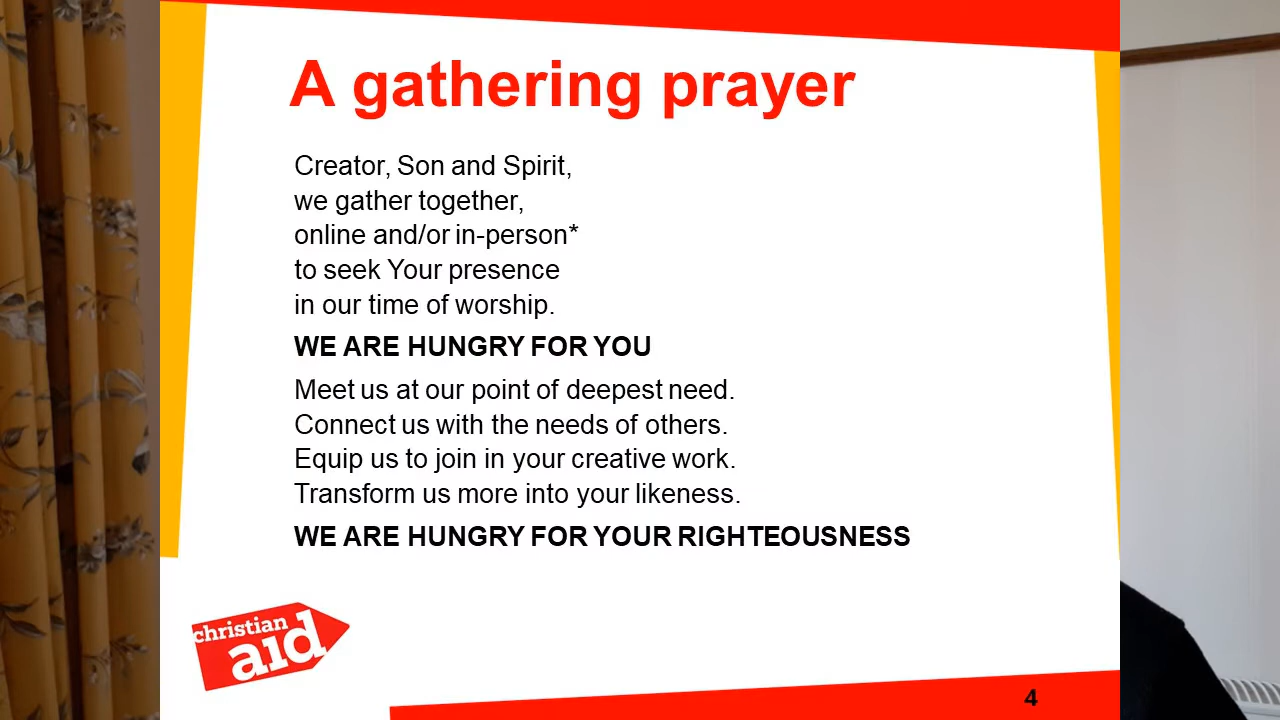 A gathering prayer
Creator, Son and Spirit,
we gather together,
online and/or in-person*
to seek Your presence
in our time of worship.
WE ARE HUNGRY FOR YOU
Meet us at our point of deepest need.
Connect us with the needs of others.
Equip us to join in your creative work.
Transform us more into your likeness.
WE ARE HUNGRY FOR YOUR RIGHTEOUSNESS
christian
aid
4